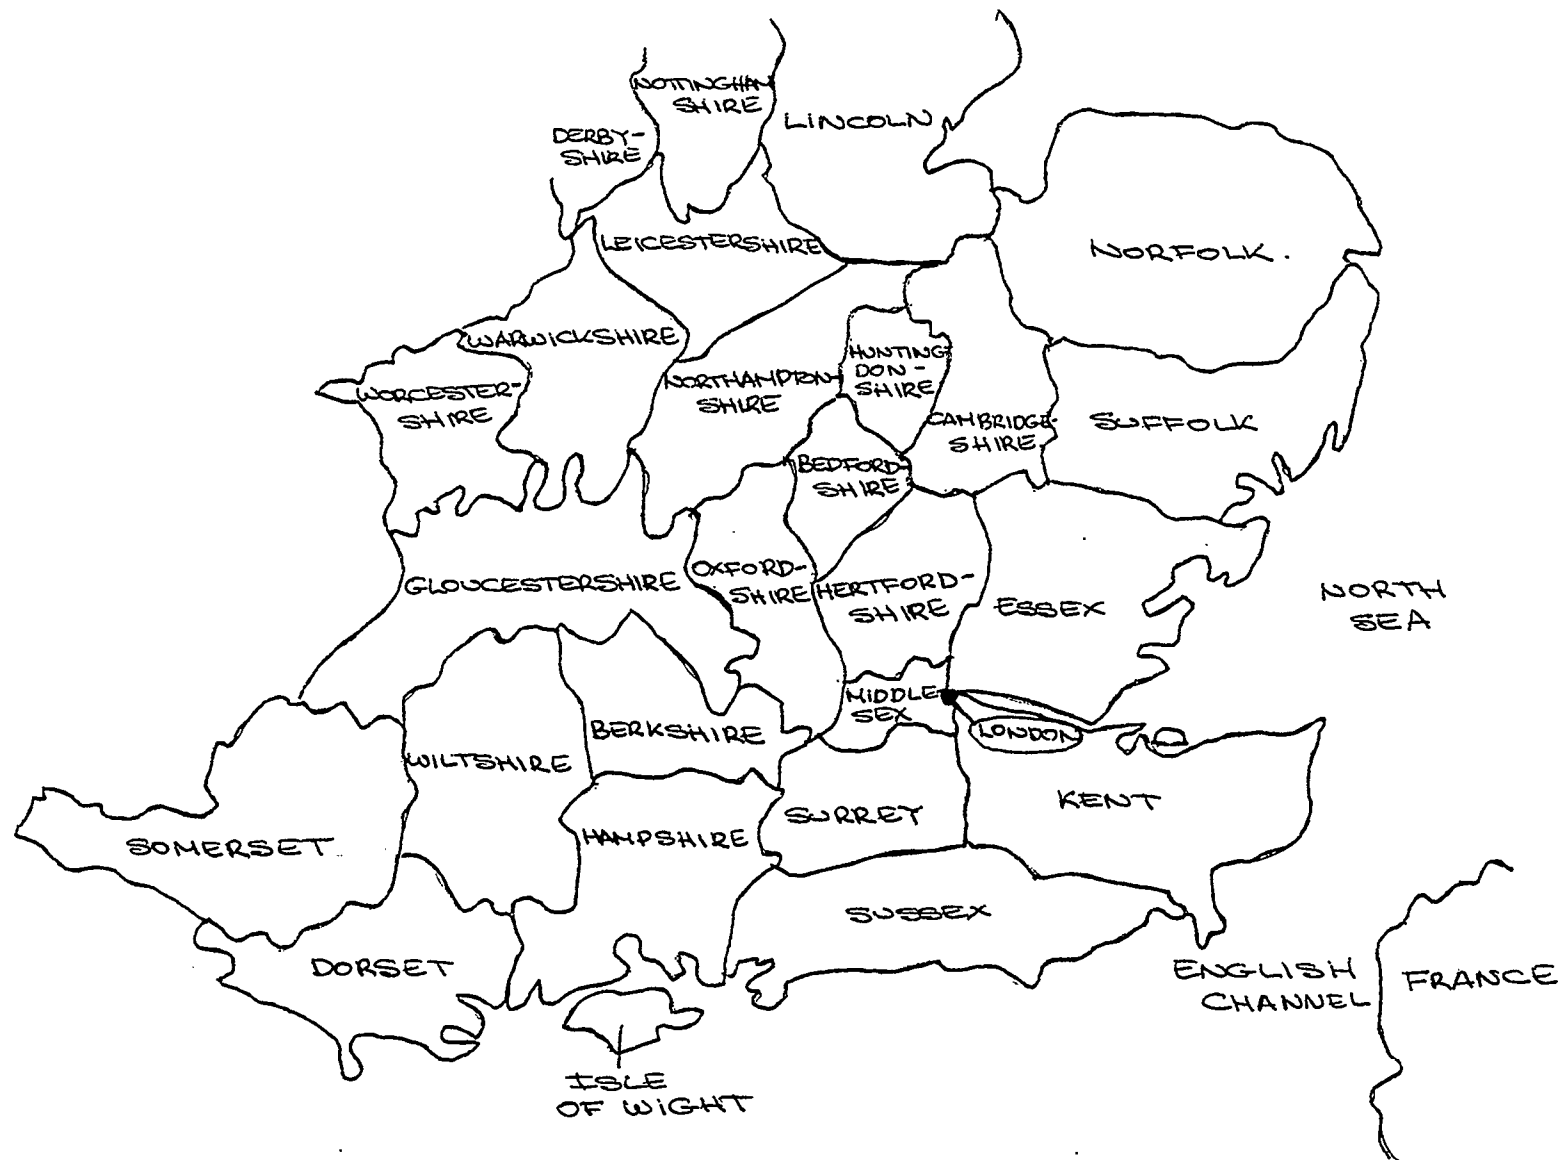 NOTTINGHAM
SHIRE
LINCOLN
DERBY-
SHIRE
LEICESTERSHIRE
NORFOLK.
WARWICKSHIRE
HUNTING-
DON-
SHIRE
NORTHAMPTON-
SHIRE
WORCESTER-
SHIRE
CAMBRIDGE-
SHIRE
SUFFOLK
BEDFORD-
SHIRE
GLOUCESTERSHIRE
OXFORD-
SHIRE
HERTFORD-
SHIRE
ESSEX
NORTH
SEA
MIDDLE-
SEX
LONDON
BERKSHIRE
WILTSHIRE
KENT
SURREY
HAMPSHIRE
SOMERSET
SUSSEX
DORSET
ENGLISH
CHANNEL
FRANCE
ISLE
OF WIGHT